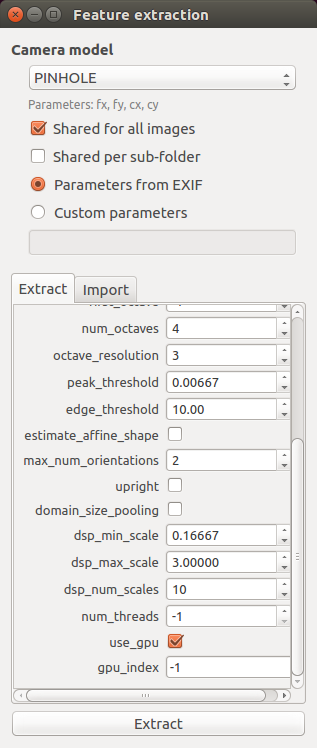 Feature extraction
Camera model
PINHOLE
Parameters: fx, fy, cx, cy
Shared for all images
Shared per sub-folder
Parameters from EXIF
Custom parameters
Extract Import
num_octaves 4
octave_resolution 3
peak_threshold 0.00667
edge_threshold 10.00
estimate_affine_shape
max_num_orientations 2
upright
domain_size_pooling
dsp_min_scale 0.16667
dsp_max_scale 3.00000
dsp_num_scales 10
num_threads -1
use_gpu
gpu_index -1
Extract